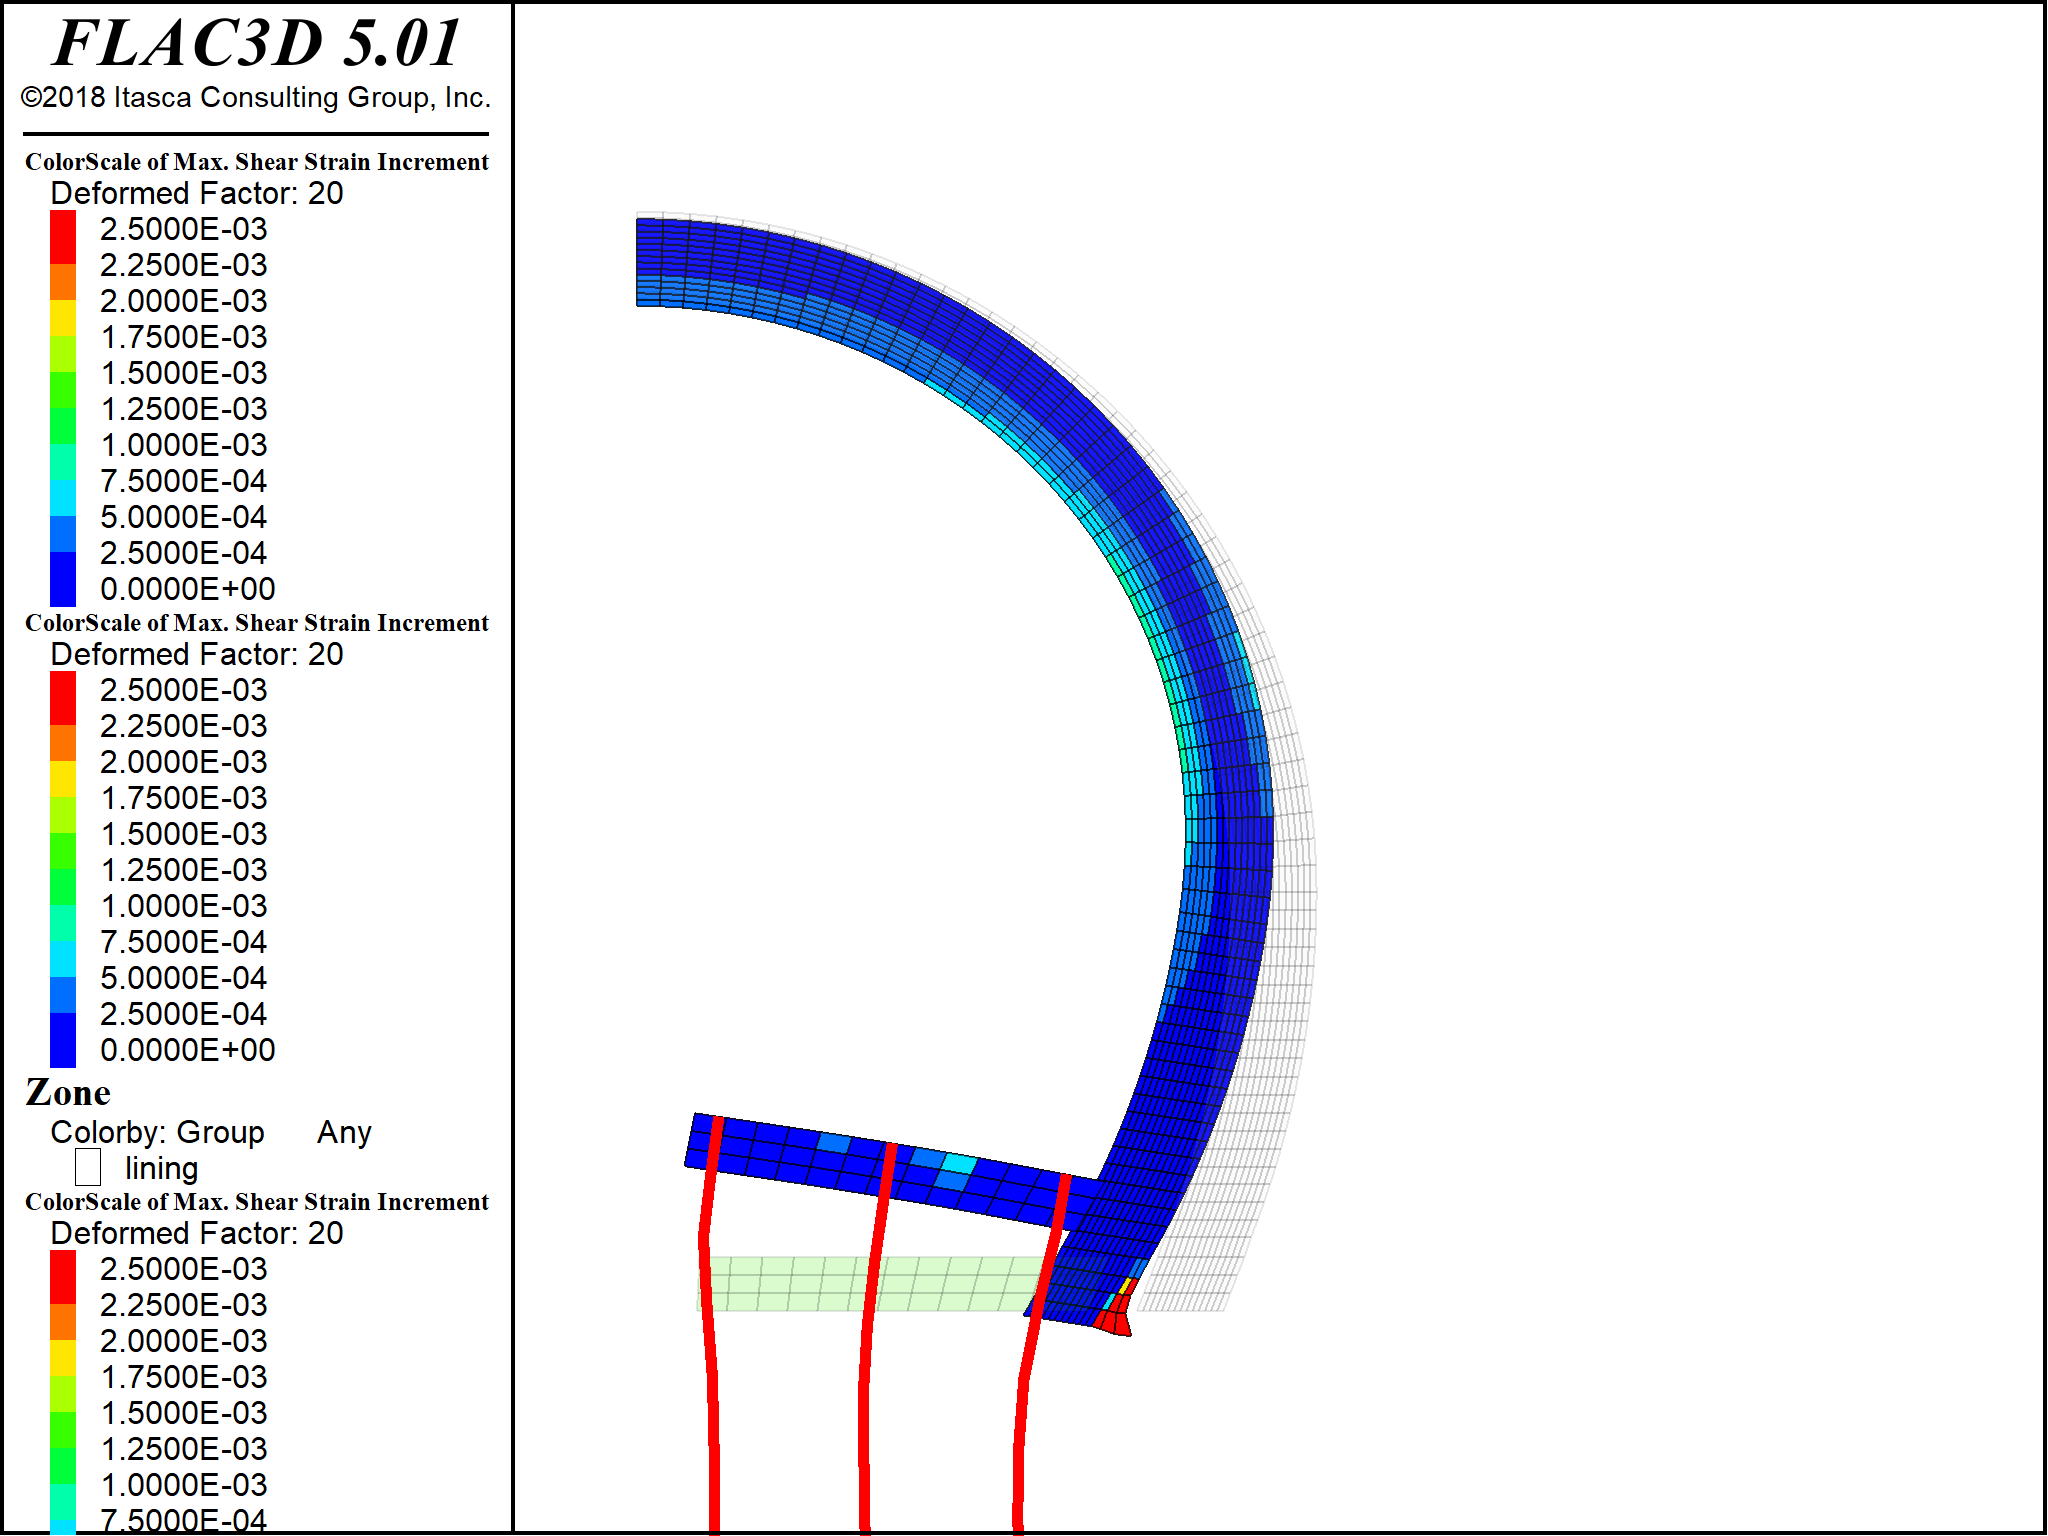 FLAC3D 5.01
©2018 Itasca Consulting Group, Inc.
ColorScale of Max. Shear Strain Increment
Deformed Factor: 20
2.5000E-03
2.2500E-03
2.0000E-03
1.7500E-03
1.5000E-03
1.2500E-03
1.0000E-03
7.5000E-04
5.0000E-04
2.5000E-04
0.0000E+00
ColorScale of Max. Shear Strain Increment
Deformed Factor: 20
2.5000E-03
2.2500E-03
2.0000E-03
1.7500E-03
1.5000E-03
1.2500E-03
1.0000E-03
7.5000E-04
5.0000E-04
2.5000E-04
0.0000E+00
Zone
Colorby: Group Any
lining
ColorScale of Max. Shear Strain Increment
Deformed Factor: 20
2.5000E-03
2.2500E-03
2.0000E-03
1.7500E-03
1.5000E-03
1.2500E-03
1.0000E-03
7.5000E-04